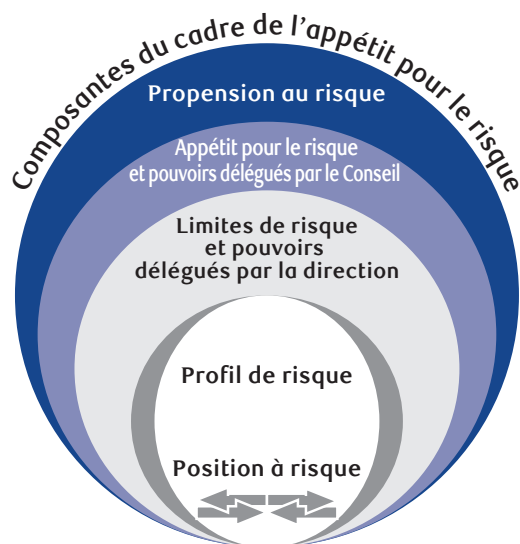 Composantes du cadre de l'appétit pour le risque
Propension au risque
Appétit pour le risque
et pouvoirs délégués par le Conseil
Limites de risque
et pouvoirs
délégués par la direction
Profil de risque
Position à risque